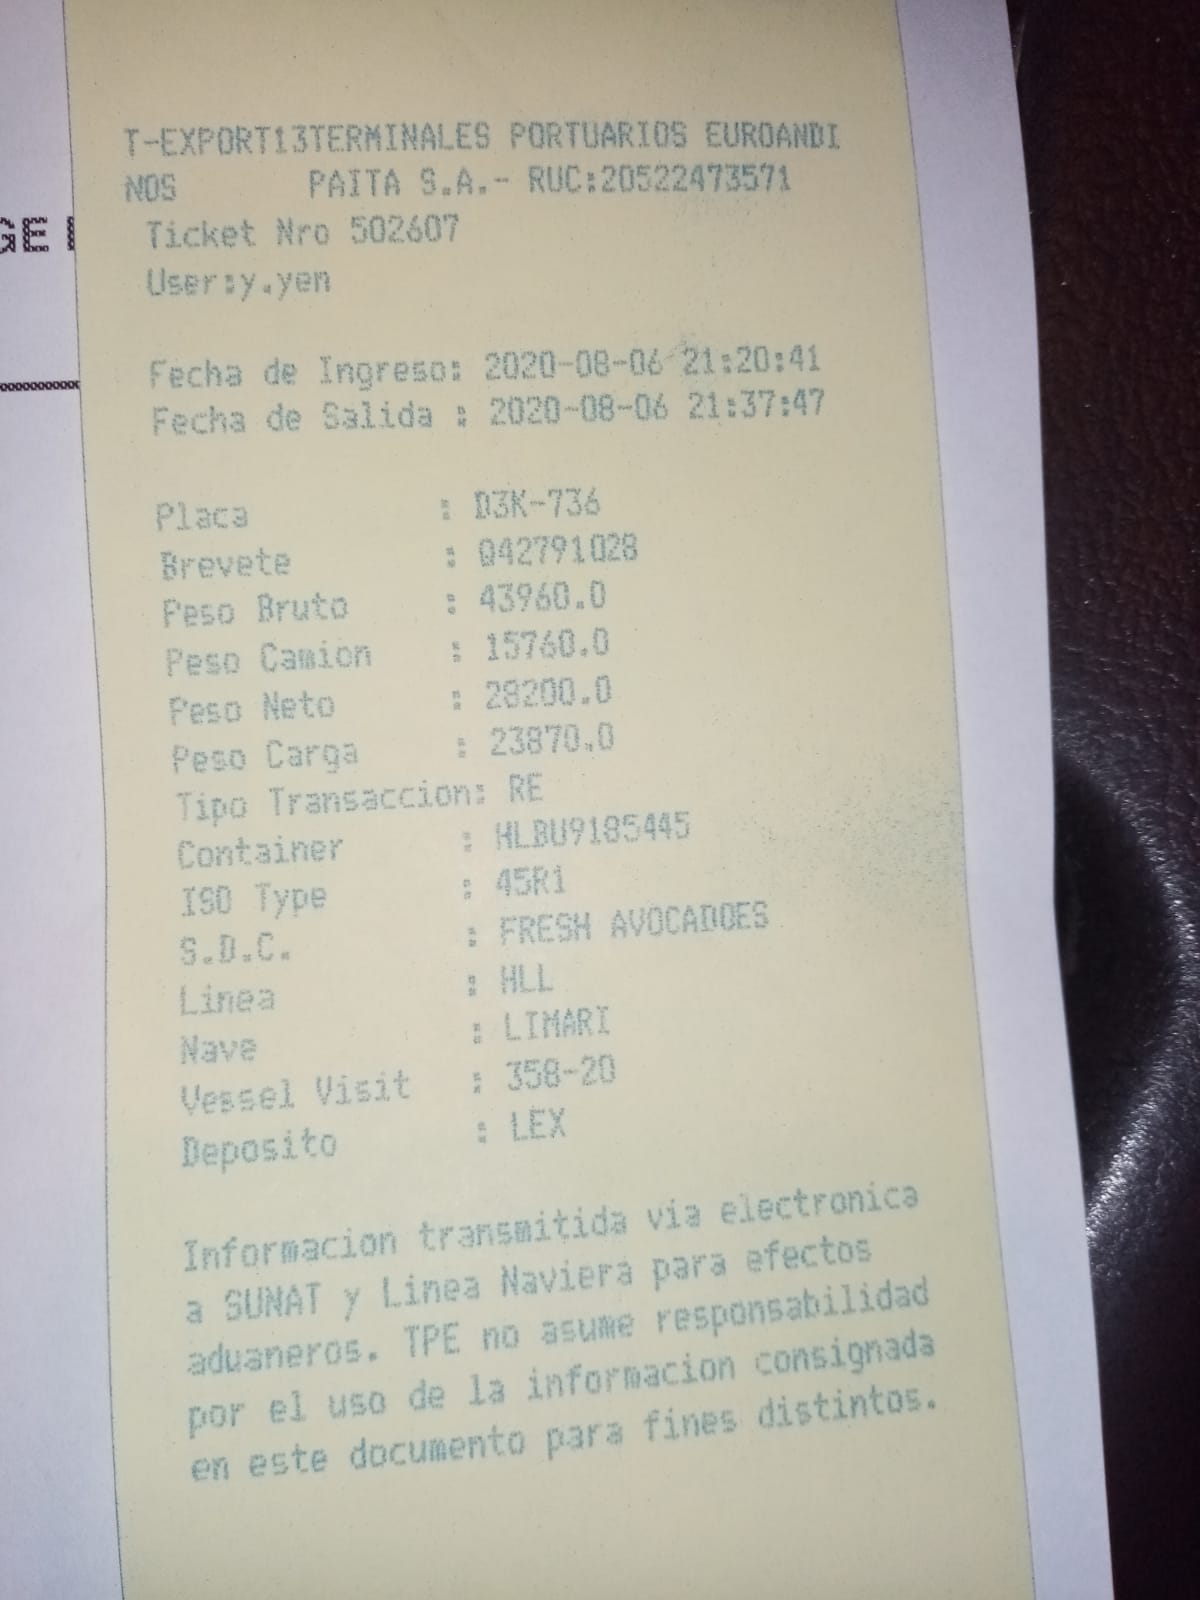 T-EXPORT13TERMINALES PORTUARIOS EUROANDI
NOS PAITA S.A.- RUC:20522473571
Ticket Nro 502607
User:y.yen
Fecha de Ingreso: 2020-08-06 21:20:41
Fecha de Salida : 2020-08-06 21:37:47
Placa : D3K-736
Brevete : Q42791028
Peso Bruto : 43960.0
Peso Camion : 15760.0
Peso Neto : 28200.0
Peso Carga : 23870.0
Tipo Transaccion: RE
Container : HLBU9185445
ISO Type : 45R1
S.D.C. : FRESH AVOCADOES
Linea : HLL
Nave : LIMARI
Vessel Visit : 358-20
Deposito : LEX
Informacion transmitida via electronica
a SUNAT y Linea Naviera para efectos
aduaneros. TPE no asume responsabilidad
por el uso de la informacion consignada
en este documento para fines distintos.